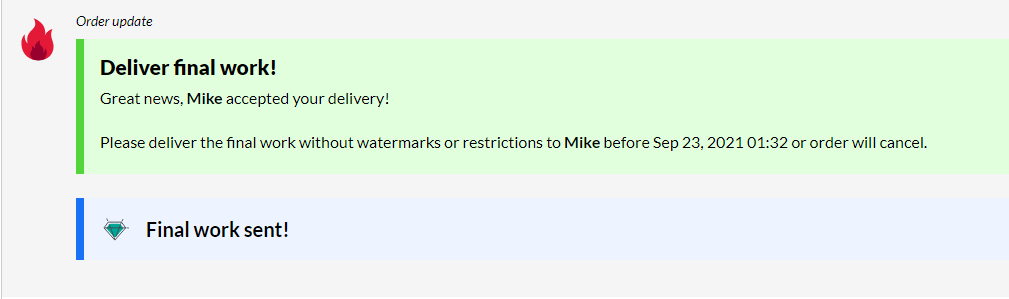 Order update
Deliver final work!
Great news, Mike accepted your delivery!
Please deliver the final work without watermarks or restrictions to Mike before Sep 23, 2021 01:32 or order will cancel.
Final work sent!